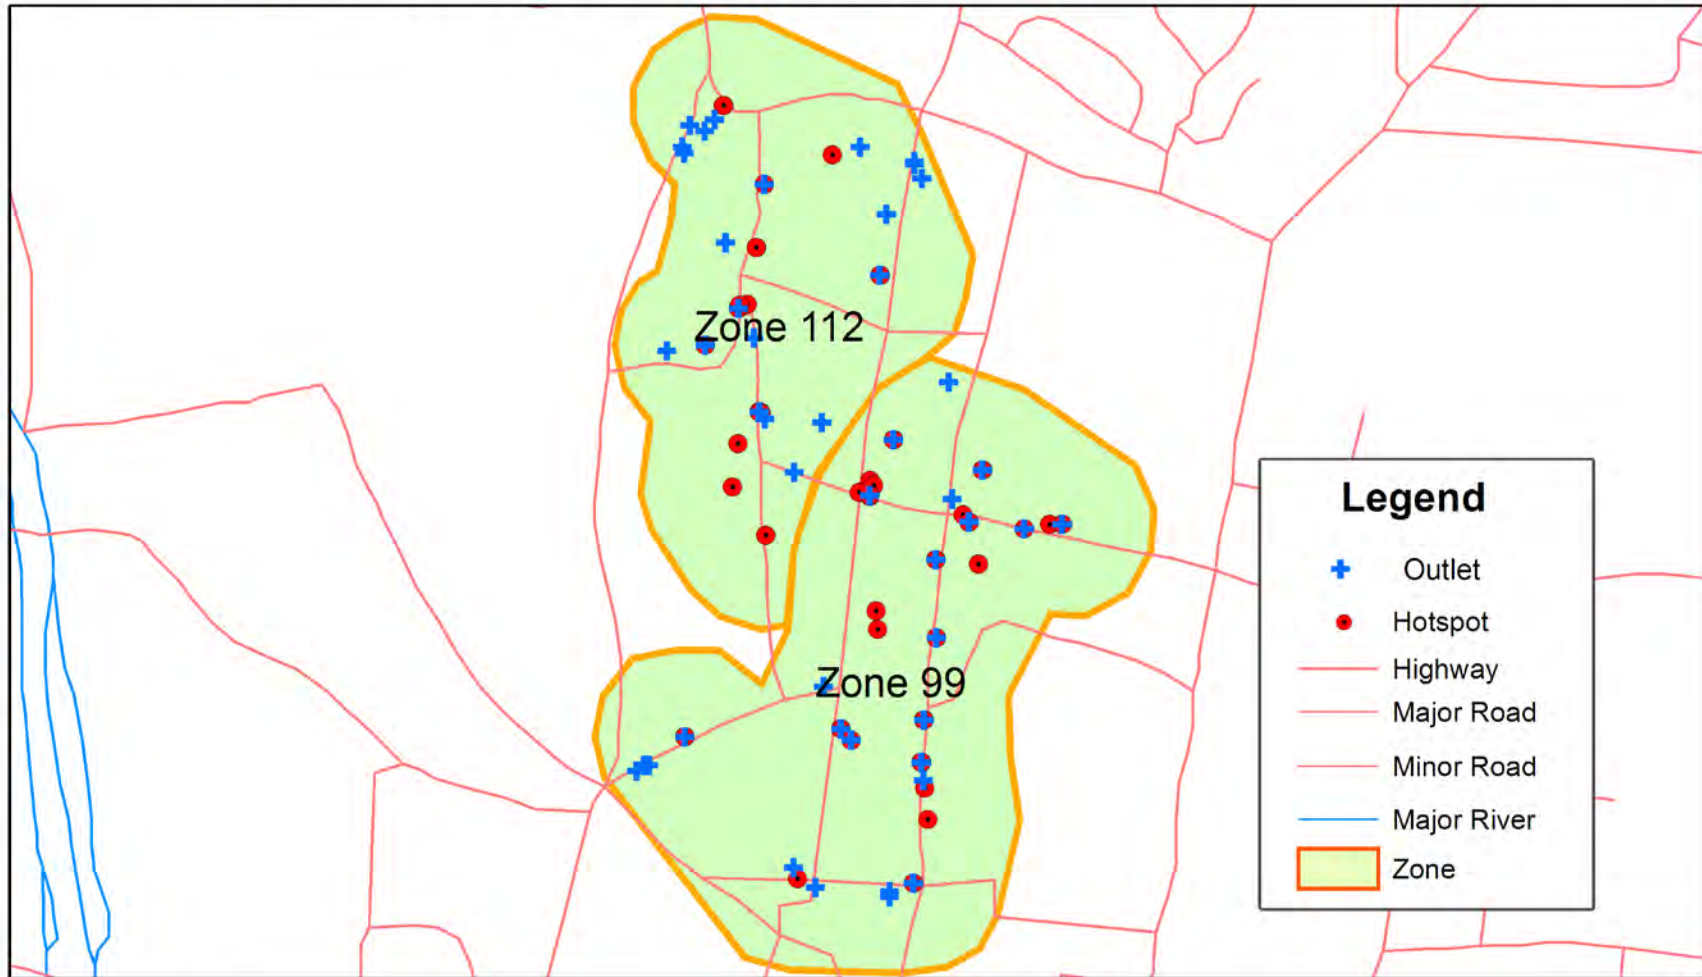 Zone 112
Zone 99
Legend
Outlet
Hotspot
Highway
Major Road
Minor Road
Major River
Zone